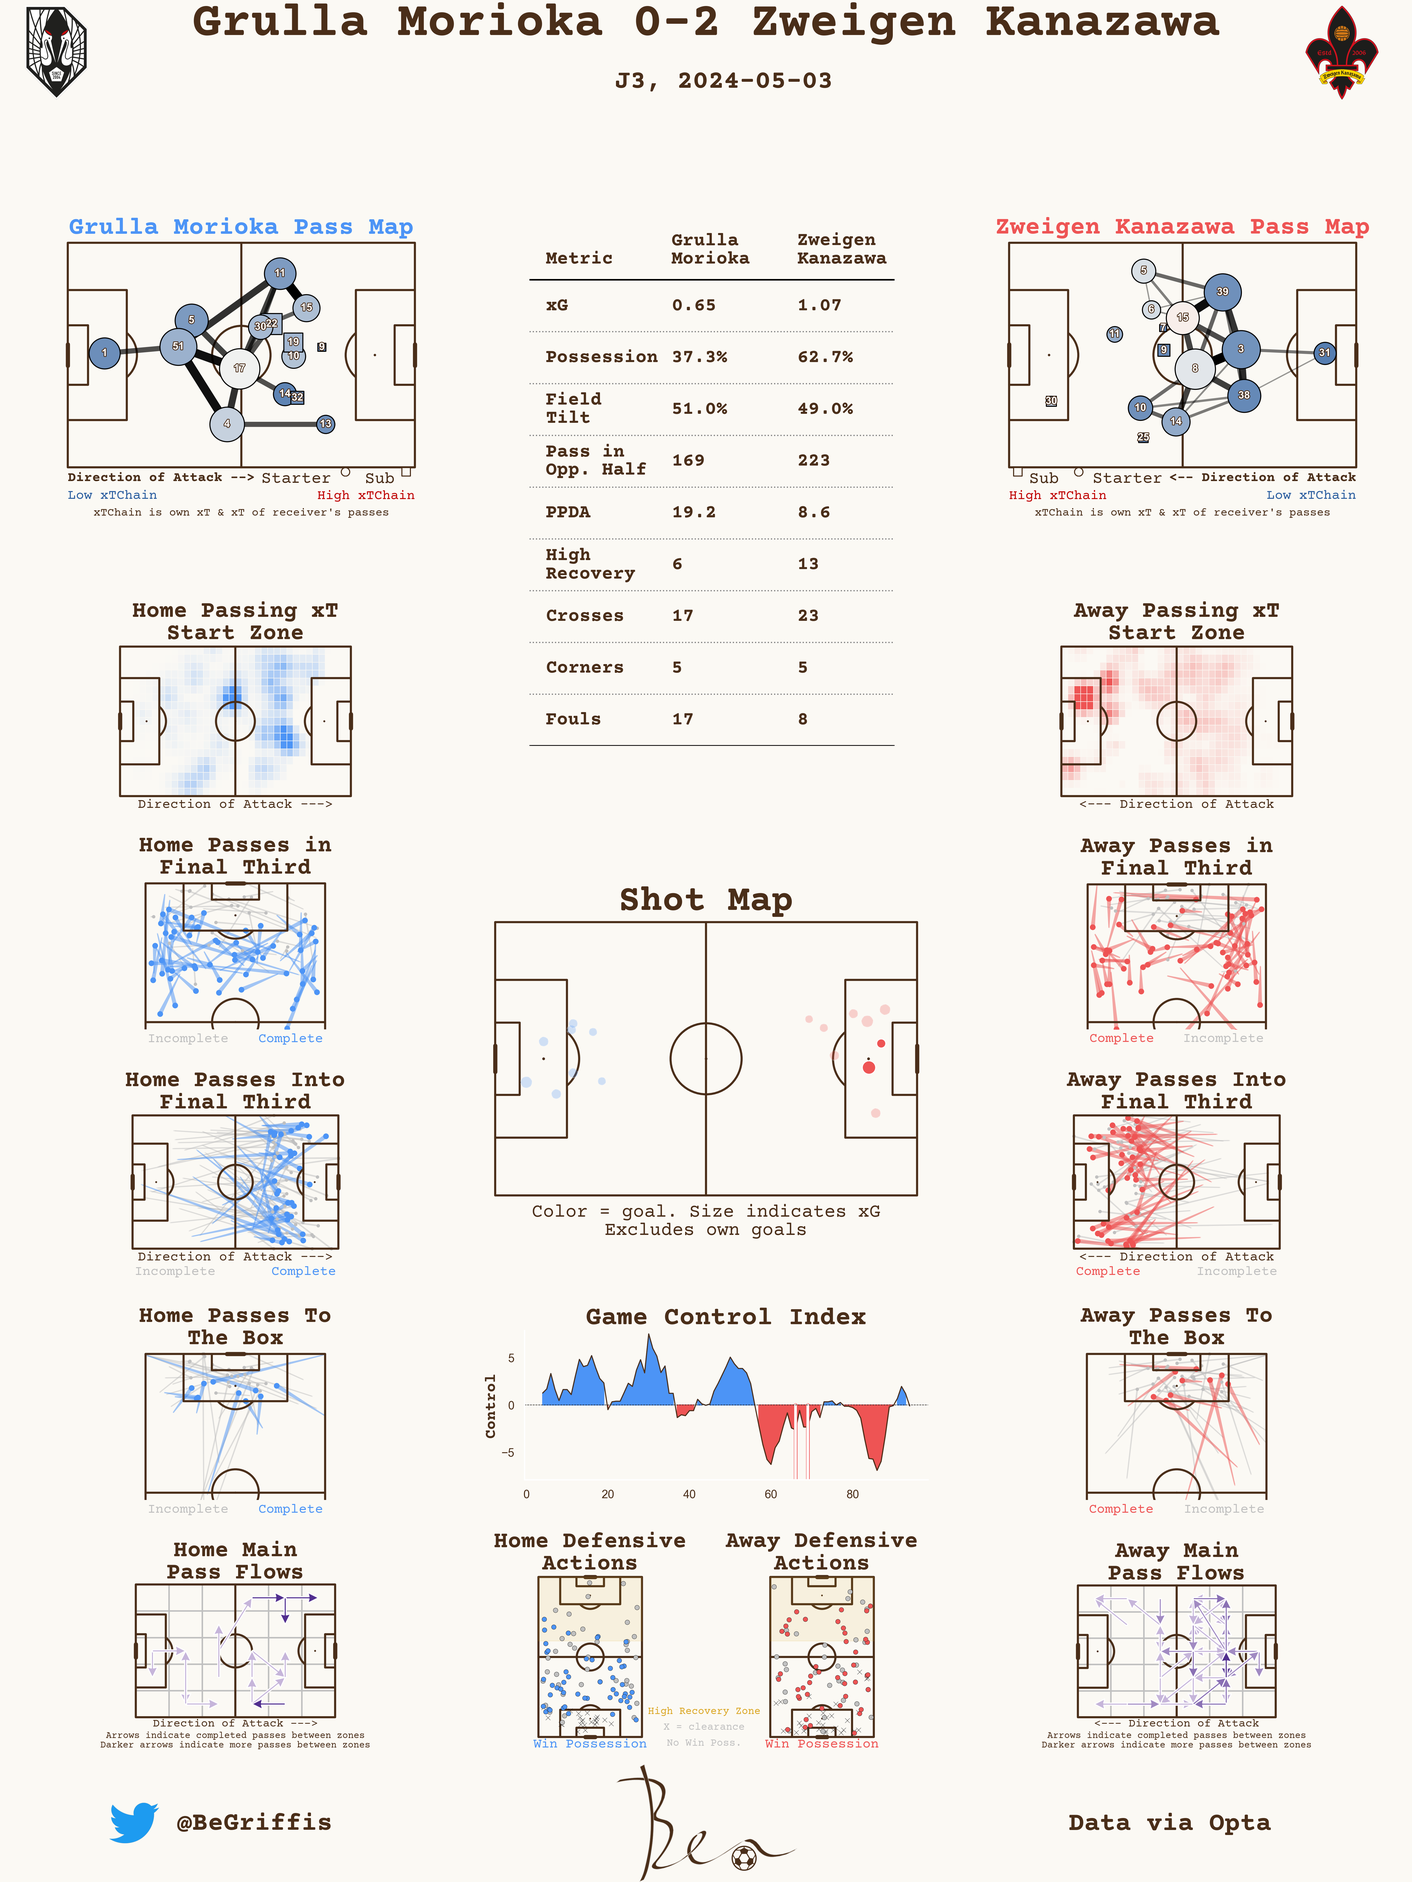 Grulla Morioka 0-2 Zweigen Kanazawa
J3, 2024-05-03
Grulla Morioka Pass Map
11
15
5
30
22
51
19
1
9
10
17
14
32
4
13
Direction of Attack --> Starter Sub
Low xTChain High xTChain
xTChain is own xT & xT of receiver's passes
Metric Grulla Morioka Zweigen Kanazawa
xG 0.65 1.07
Possession 37.3% 62.7%
Field Tilt 51.0% 49.0%
Pass in Opp. Half 169 223
PPDA 19.2 8.6
High Recovery 6 13
Crosses 17 23
Corners 5 5
Fouls 17 8
Zweigen Kanazawa Pass Map
5
39
6
15
7
11
9
3
31
8
38
30
10
14
25
Sub Starter <-- Direction of Attack
High xTChain Low xTChain
xTChain is own xT & xT of receiver's passes
Home Passing xT
Start Zone
Direction of Attack --->
Away Passing xT
Start Zone
<--- Direction of Attack
Home Passes in
Final Third
Incomplete Complete
Away Passes in
Final Third
Complete Incomplete
Shot Map
Color = goal. Size indicates xG
Excludes own goals
Home Passes Into
Final Third
Direction of Attack --->
Incomplete Complete
Away Passes Into
Final Third
<--- Direction of Attack
Complete Incomplete
Home Passes To
The Box
Incomplete Complete
Game Control Index
Control
5
0
−5
0 20 40 60 80
Away Passes To
The Box
Complete Incomplete
Home Main
Pass Flows
Direction of Attack --->
Arrows indicate completed passes between zones
Darker arrows indicate more passes between zones
Home Defensive
Actions
Win Possession
High Recovery Zone
X = clearance
No Win Poss.
Away Defensive
Actions
Win Possession
Away Main
Pass Flows
<--- Direction of Attack
Arrows indicate completed passes between zones
Darker arrows indicate more passes between zones
@BeGriffis
Ben
Data via Opta